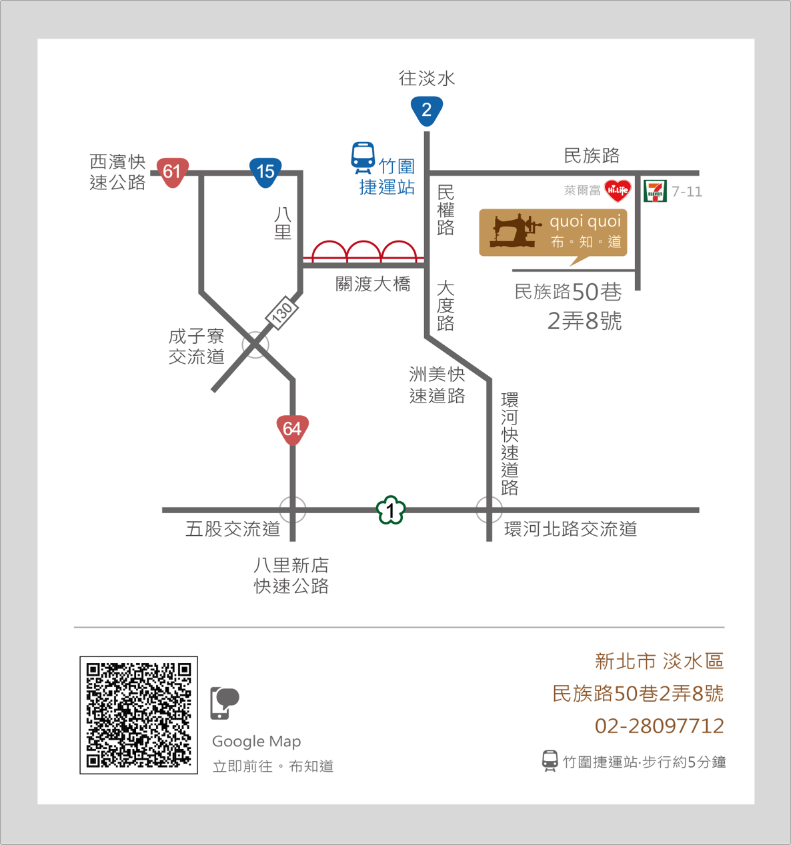 往淡水
2
西濱快
速公路
61
15
竹圍
捷運站
民族路
萊爾富
Hi-Life
7
ELEVEN
7-11
八里
民權路
quoi quoi
布。知。道
關渡大橋
大度路
民族路50巷
2弄8號
130
成子寮
交流道
洲美快
速道路
環河快速道路
64
1
五股交流道
環河北路交流道
八里新店
快速公路
新北市 淡水區
民族路50巷2弄8號
02-28097712
Google Map
立即前往。布知道
竹圍捷運站‧步行約5分鐘